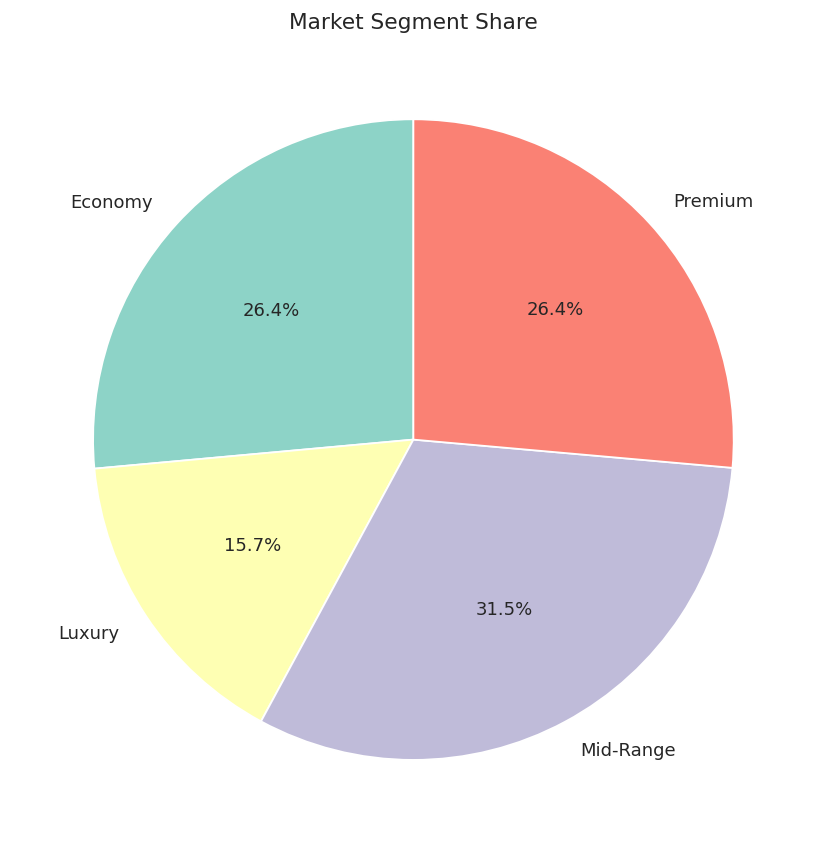 Market Segment Share
Premium
Economy
26.4%
26.4%
15.7%
31.5%
Luxury
Mid-Range